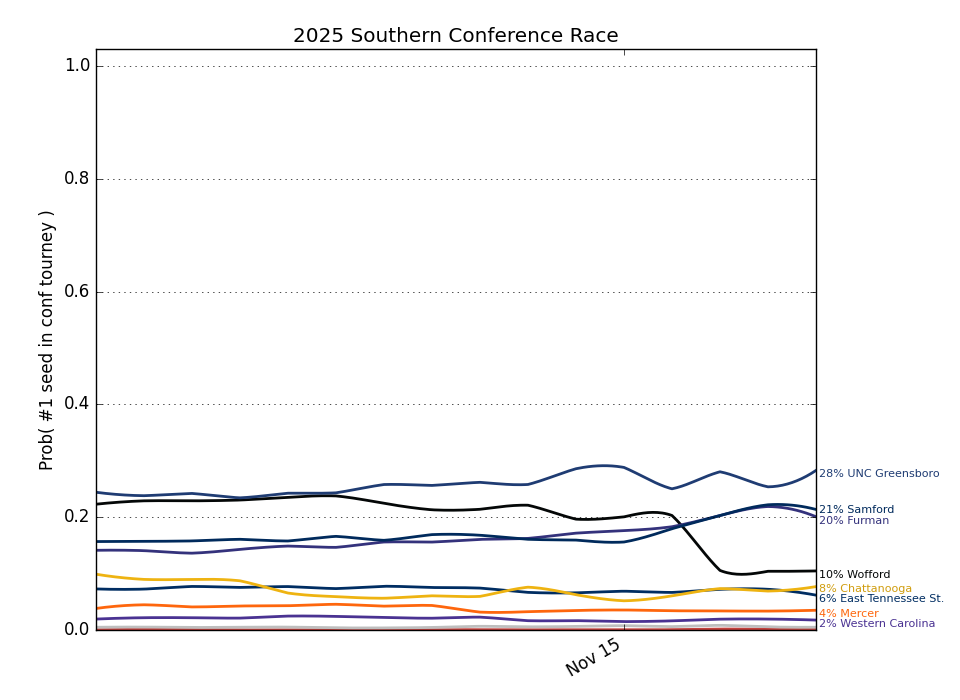 2025 Southern Conference Race
Prob( #1 seed in conf tourney )
1.0
0.8
0.6
0.4
0.2
0.0
Nov 15
28% UNC Greensboro
21% Samford
20% Furman
10% Wofford
8% Chattanooga
6% East Tennessee St.
4% Mercer
2% Western Carolina